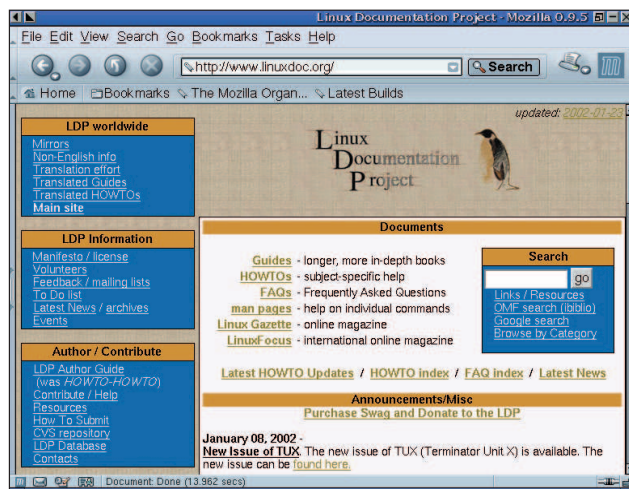 Linux Documentation Project - Mozilla 0.9.5
File Edit View Search Go Bookmarks Tasks Help
http://www.linuxdoc.org/
Search
Home Bookmarks The Mozilla Organ... Latest Builds
updated: 2002-01-23
Linux
Documentation
Project
LDP worldwide
Mirrors
Non-English info
Translation effort
Translated Guides
Translated HOWTOs
Main site
LDP Information
Manifesto / license
Volunteers
Feedback / mailing lists
To Do list
Latest News / archives
Events
Author / Contribute
LDP Author Guide
(was HOWTO-HOWTO)
Contribute / Help
Resources
How To Submit
CVS repository
LDP Database
Contacts
Documents
Guides - longer, more in-depth books
HOWTOs - subject-specific help
FAQs - Frequently Asked Questions
man pages - help on individual commands
Linux Gazette - online magazine
LinuxFocus - international online magazine
Search
go
Links / Resources
OMF search (ibiblio)
Google search
Browse by Category
Latest HOWTO Updates / HOWTO index / FAQ index / Latest News
Announcements/Misc
Purchase Swag and Donate to the LDP
January 08, 2002 -
New Issue of TUX. The new issue of TUX (Terminator Unit X) is available. The
new issue can be found here.
Document: Done (13.962 secs)